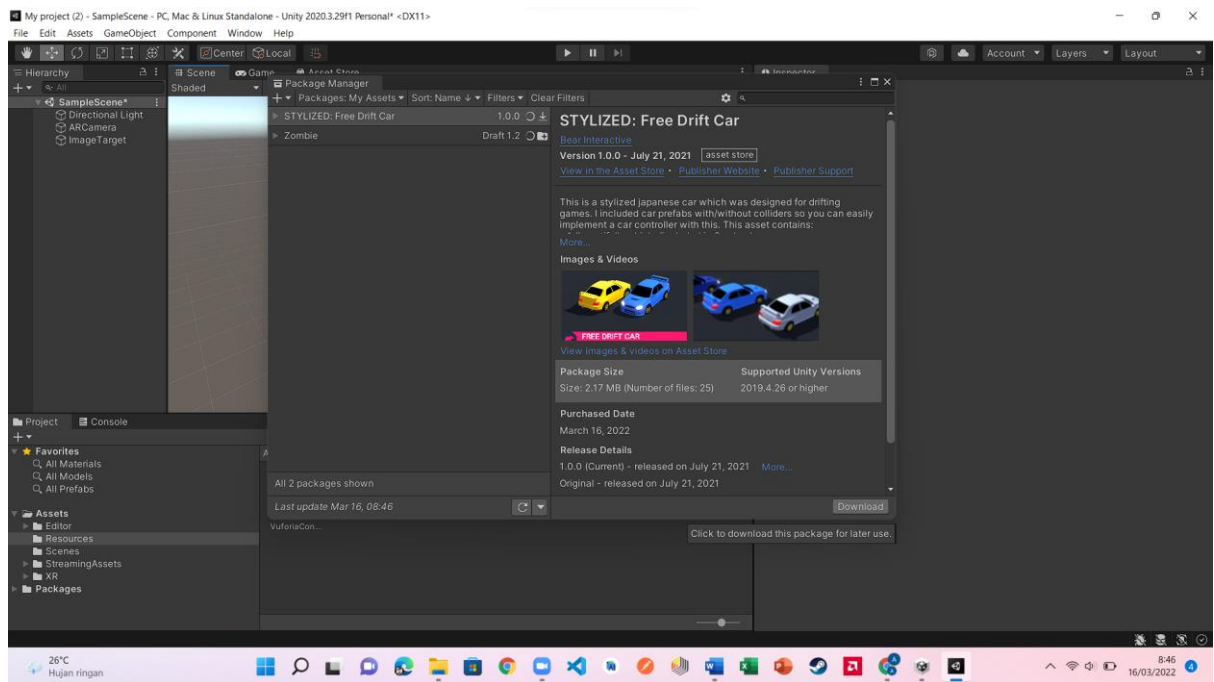 My project (2) - SampleScene - PC, Mac & Linux Standalone - Unity 2020.3.29f1 Personal* <DX11>
File Edit Assets GameObject Component Window Help
Center Local Account Layers Layout
Hierarchy
All
SampleScene*
Directional Light
ARCamera
ImageTarget
Scene Game Asset Store
Shaded
Inspector
Package Manager
Packages: My Assets Sort: Name ↓ Filters Clear Filters
STYLIZED: Free Drift Car 1.0.0
Zombie Draft 1.2
All 2 packages shown
Last update Mar 16, 08:46
STYLIZED: Free Drift Car
Bear Interactive
Version 1.0.0 - July 21, 2021 asset store
View in the Asset Store • Publisher Website • Publisher Support
This is a stylized japanese car which was designed for drifting
games. I included car prefabs with/without colliders so you can easily
implement a car controller with this. This asset contains:
More...
Images & Videos
FREE DRIFT CAR
View images & videos on Asset Store
Package Size Supported Unity Versions
Size: 2.17 MB (Number of files: 25) 2019.4.26 or higher
Purchased Date
March 16, 2022
Release Details
1.0.0 (Current) - released on July 21, 2021 More...
Original - released on July 21, 2021
Download
Click to download this package for later use.
Project Console
Favorites
All Materials
All Models
All Prefabs
Assets
Editor
Resources
Scenes
StreamingAssets
XR
Packages
VuforiaCon...
26°C
Hujan ringan
8:46
16/03/2022
4